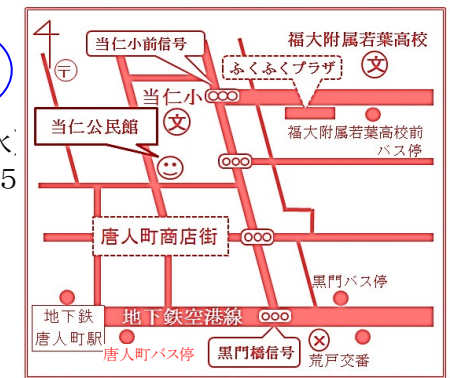 当仁小前信号
福大附属若葉高校
〒
文
ふくふくプラザ
当仁小
文
当仁公民館
福大附属若葉高校前
バス停
水
5
唐人町商店街
黒門バス停
地下鉄
唐人町駅
地下鉄空港線
唐人町バス停
黒門橋信号
荒戸交番